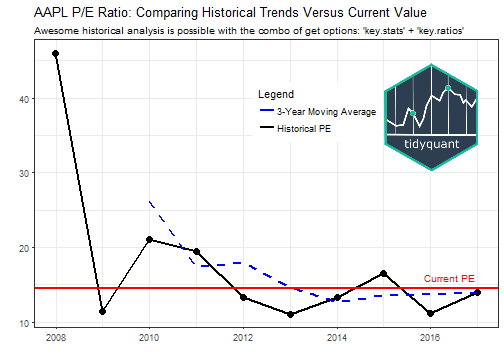 AAPL P/E Ratio: Comparing Historical Trends Versus Current Value
Awesome historical analysis is possible with the combo of get options: 'key.stats' + 'key.ratios'
Legend
3-Year Moving Average
Historical PE
tidyquant
40
30
20
10
Current PE
2008
2010
2012
2014
2016